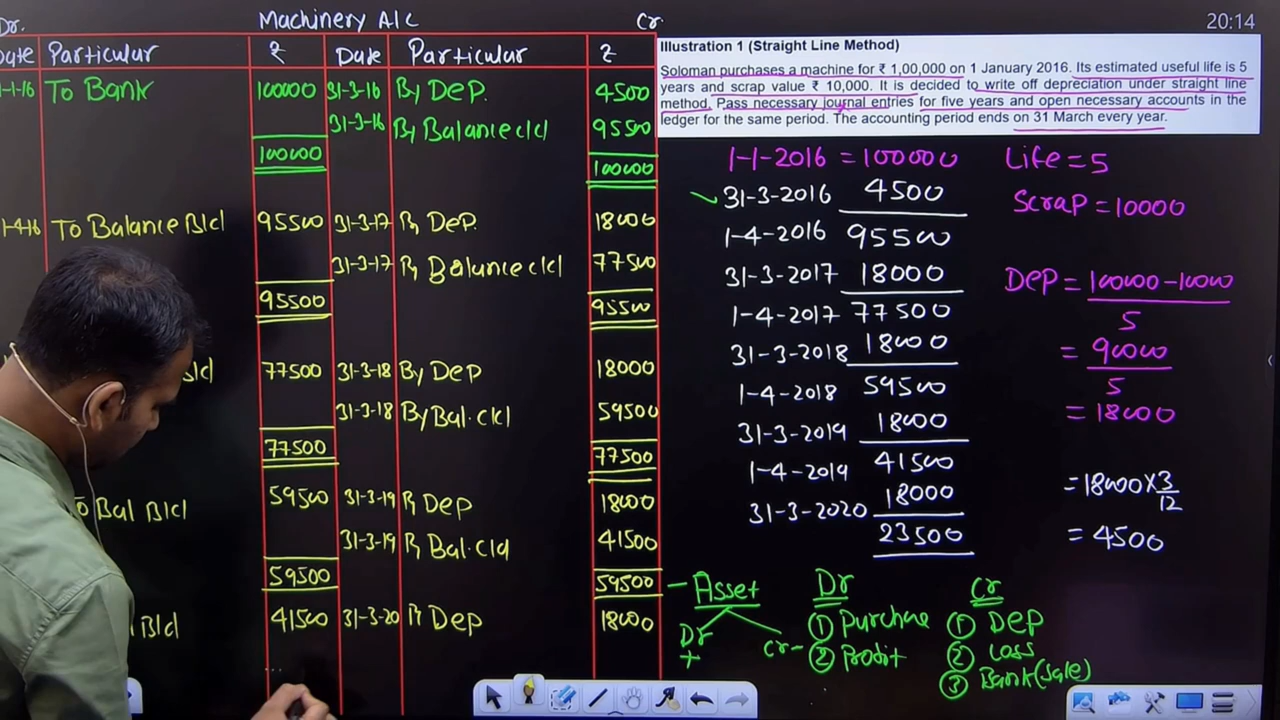 Dr. Machinery A/c Cr.
Date Particular ₹ Date Particular ₹
1-1-16 To Bank 100000 31-3-16 By Dep. 4500
31-3-16 By Balance c/d 95500
100000 100000
1-4-16 To Balance B/d 95500 31-3-17 By Dep. 18000
31-3-17 By Balance c/d 77500
95500 95500
B/d 77500 31-3-18 By Dep 18000
31-3-18 By Bal. c/d 59500
77500 77500
To Bal B/d 59500 31-3-19 By Dep 18000
31-3-19 By Bal. c/d 41500
59500 59500
B/d 41500 31-3-20 By Dep 18000
20:14
Illustration 1 (Straight Line Method)
Soloman purchases a machine for ₹ 1,00,000 on 1 January 2016. Its estimated useful life is 5
years and scrap value ₹ 10,000. It is decided to write off depreciation under straight line
method. Pass necessary journal entries for five years and open necessary accounts in the
ledger for the same period. The accounting period ends on 31 March every year.
1-1-2016 = 100000
31-3-2016 4500
1-4-2016 95500
31-3-2017 18000
1-4-2017 77500
31-3-2018 18000
1-4-2018 59500
31-3-2019 18000
1-4-2019 41500
31-3-2020 18000
23500
Life = 5
Scrap = 10000
Dep = 100000-10000
5
= 90000
5
= 18000
= 18000 × 3
12
= 4500
- Asset
Dr
+
Cr -
Dr
① Purchase
② Profit
Cr
① Dep
② Loss
③ Bank (sale)